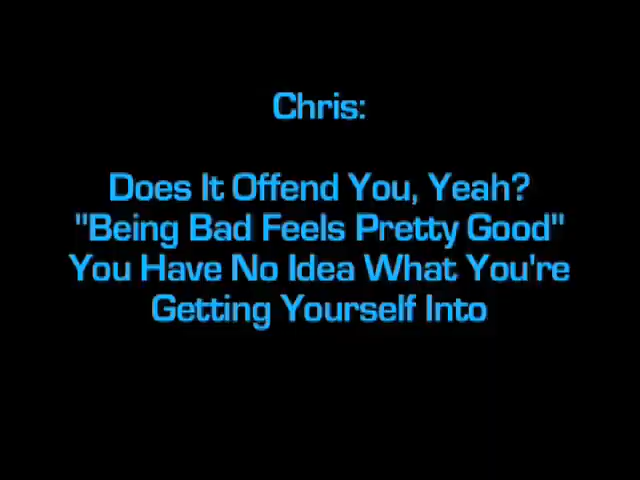 Chris:
Does It Offend You, Yeah?
"Being Bad Feels Pretty Good"
You Have No Idea What You're
Getting Yourself Into